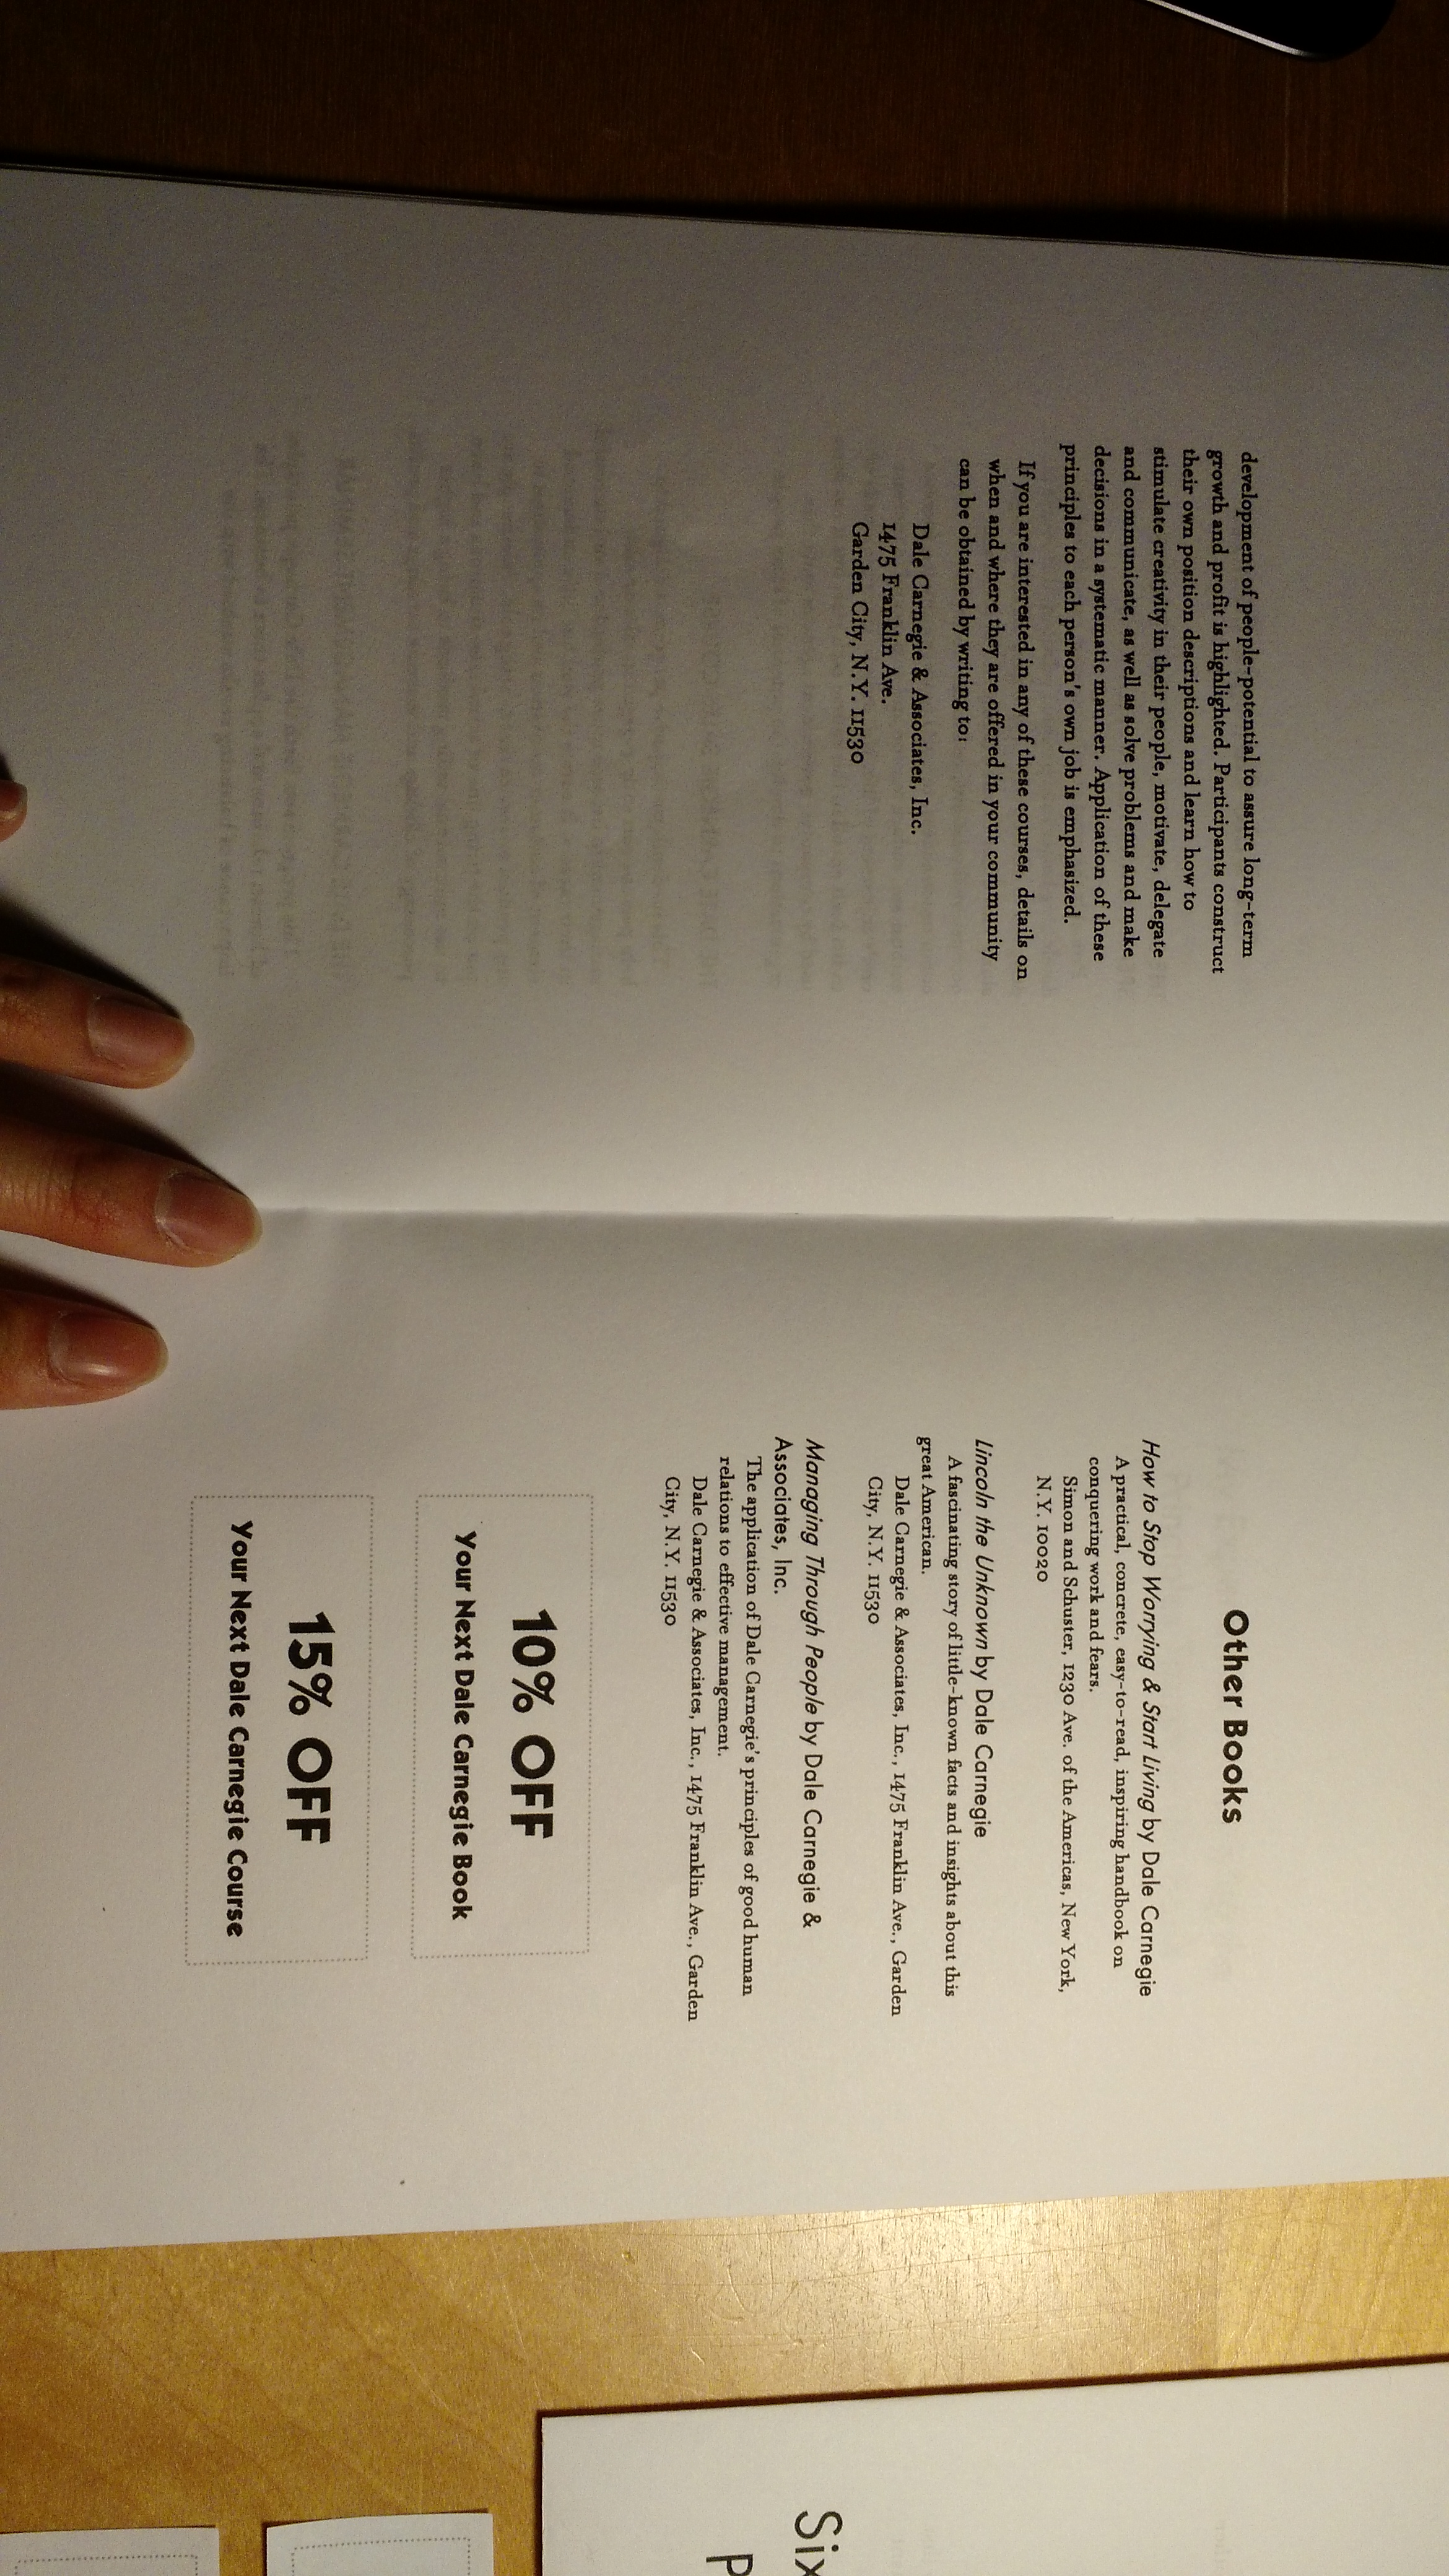 development of people-potential to assure long-term
growth and profit is highlighted. Participants construct
their own position descriptions and learn how to
stimulate creativity in their people, motivate, delegate
and communicate, as well as solve problems and make
decisions in a systematic manner. Application of these
principles to each person's own job is emphasized.
If you are interested in any of these courses, details on
when and where they are offered in your community
can be obtained by writing to:
Dale Carnegie & Associates, Inc.
1475 Franklin Ave.
Garden City, N.Y. 11530
Other Books
How to Stop Worrying & Start Living by Dale Carnegie
A practical, concrete, easy-to-read, inspiring handbook on
conquering work and fears.
Simon and Schuster, 1230 Ave. of the Americas, New York,
N.Y. 10020
Lincoln the Unknown by Dale Carnegie
A fascinating story of little-known facts and insights about this
great American.
Dale Carnegie & Associates, Inc., 1475 Franklin Ave., Garden
City, N.Y. 11530
Managing Through People by Dale Carnegie &
Associates, Inc.
The application of Dale Carnegie's principles of good human
relations to effective management.
Dale Carnegie & Associates, Inc., 1475 Franklin Ave., Garden
City, N.Y. 11530
10% OFF
Your Next Dale Carnegie Book
15% OFF
Your Next Dale Carnegie Course
Six
P